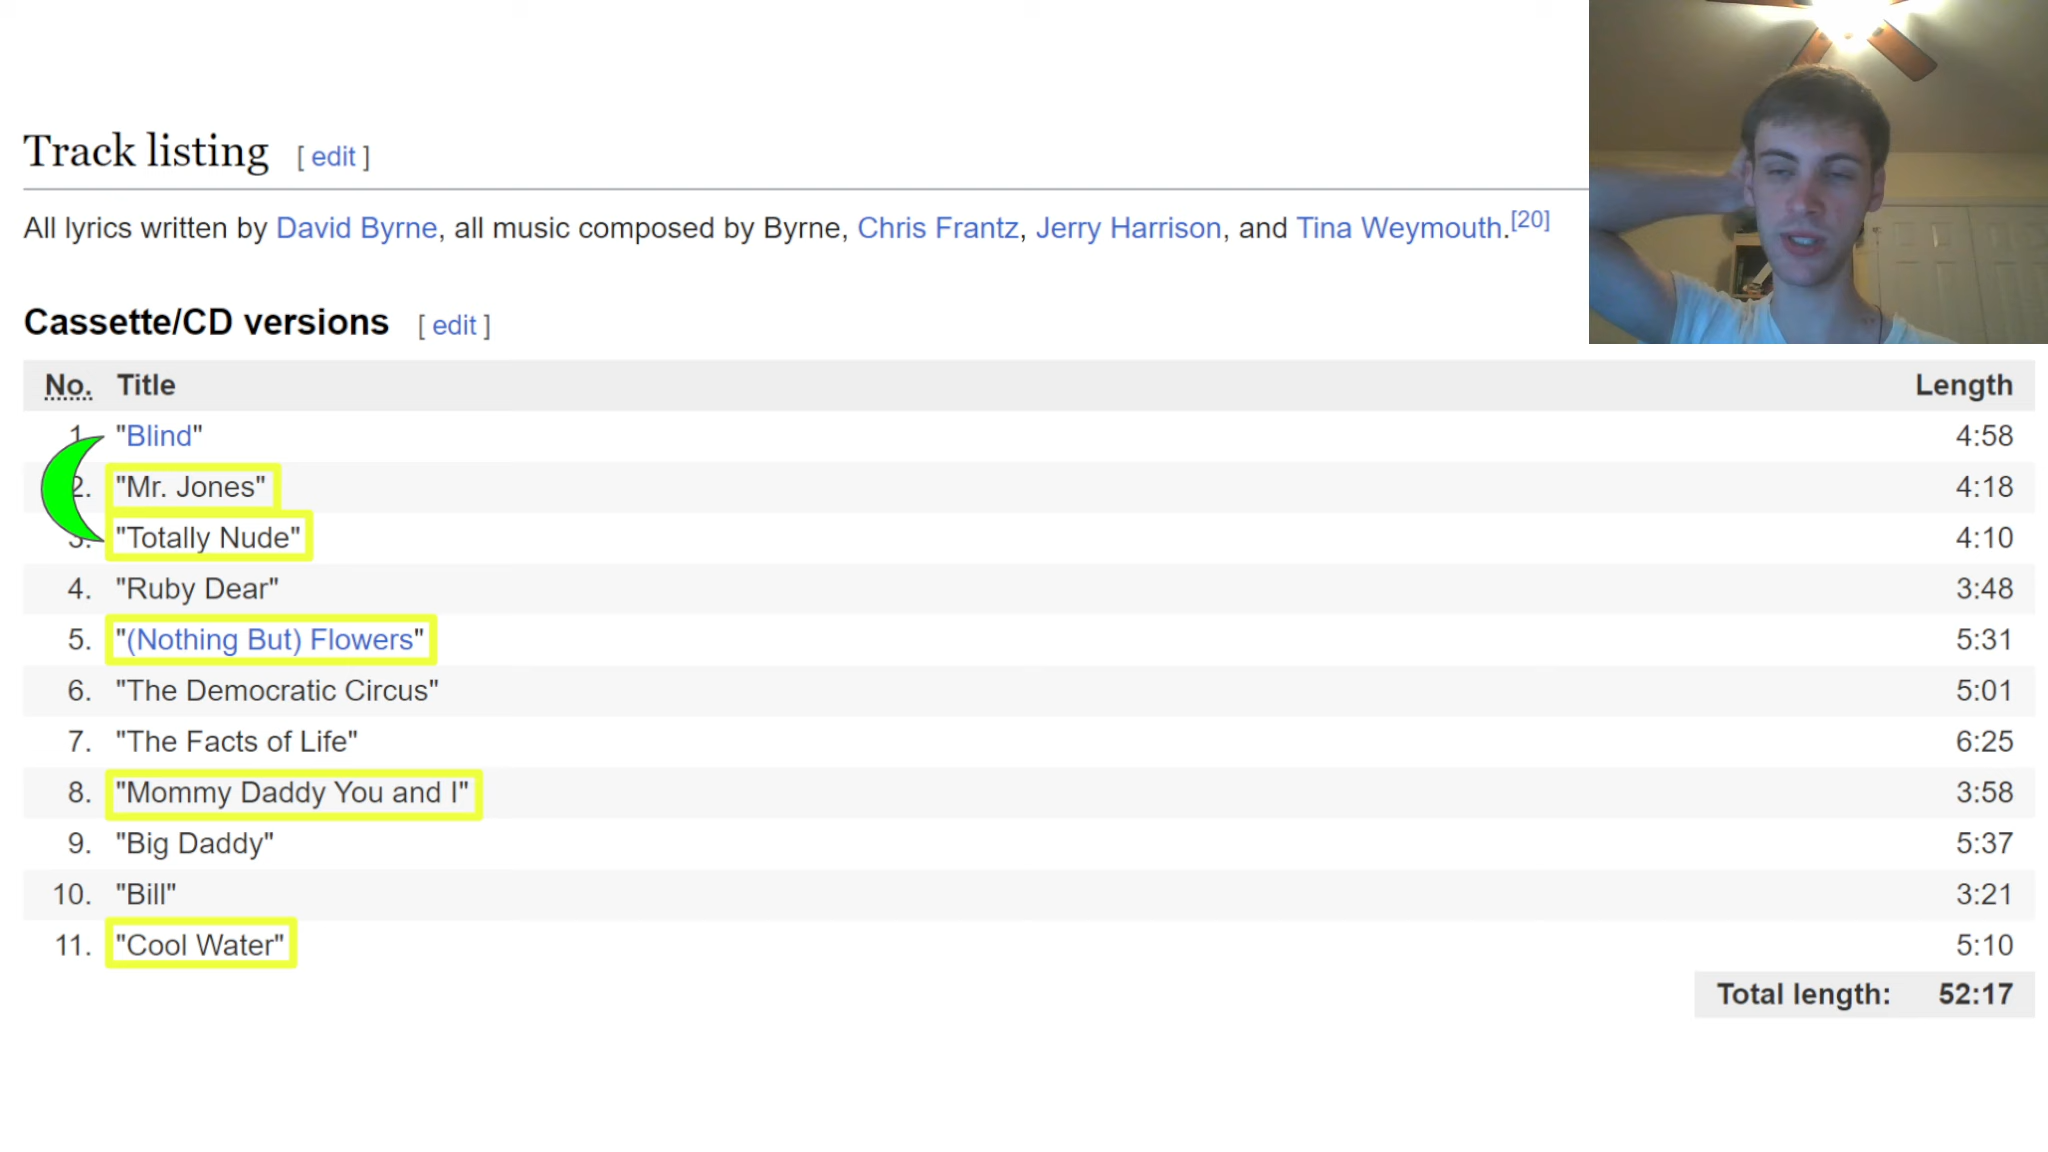 Track listing [ edit ]
All lyrics written by David Byrne, all music composed by Byrne, Chris Frantz, Jerry Harrison, and Tina Weymouth.[20]
Cassette/CD versions [ edit ]
No. Title Length
1. "Blind" 4:58
2. "Mr. Jones" 4:18
3. "Totally Nude" 4:10
4. "Ruby Dear" 3:48
5. "(Nothing But) Flowers" 5:31
6. "The Democratic Circus" 5:01
7. "The Facts of Life" 6:25
8. "Mommy Daddy You and I" 3:58
9. "Big Daddy" 5:37
10. "Bill" 3:21
11. "Cool Water" 5:10
Total length: 52:17